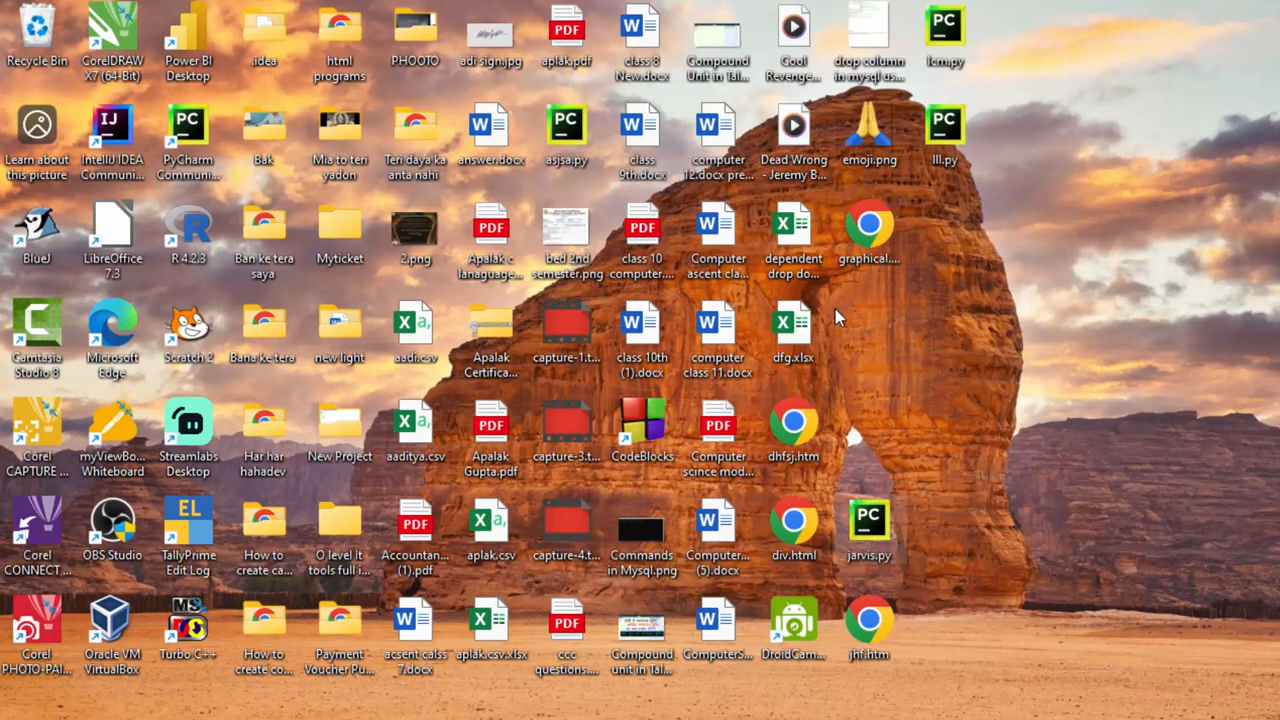 Recycle Bin
CorelDRAW X7 (64-Bit)
Power BI Desktop
.idea
html programs
PHOOTO
adi sign.jpg
aplak.pdf
class 8 New.docx
Compound Unit in Tal...
Cool Revenge...
drop column in mysql us...
lcm.py
Learn about this picture
IntelliJ IDEA Communi...
PyCharm Communi...
Bak
Mia to teri yadon
Teri daya ka anta nahi
answer.docx
asjsa.py
class 9th.docx
computer 12.docx pre...
Dead Wrong - Jeremy B...
emoji.png
lll.py
BlueJ
LibreOffice 7.3
R 4.2.3
Ban ke tera saya
Myticket
2.png
Apalak c lanaguage...
bed 2nd semester.png
class 10 computer....
Computer ascent cla...
dependent drop do...
graphical....
Camtasia Studio 8
Microsoft Edge
Scratch 2
Bana ke tera
new light
aadi.csv
Apalak Certifica...
capture-1.t...
class 10th (1).docx
computer class 11.docx
dfg.xlsx
Corel CAPTURE ...
myViewBo... Whiteboard
Streamlabs Desktop
Har har hahadev
New Project
aaditya.csv
Apalak Gupta.pdf
capture-3.t...
CodeBlocks
Computer scince mod...
dhfsj.htm
Corel CONNECT ...
OBS Studio
TallyPrime Edit Log
How to create ca...
O level It tools full i...
Accountan... (1).pdf
aplak.csv
capture-4.t...
Commands in Mysql.png
Computer... (5).docx
div.html
jarvis.py
Corel PHOTO-PAI...
Oracle VM VirtualBox
Turbo C++
How to create co...
Payment Voucher Pu...
acsent calss 7.docx
aplak.csv.xlsx
ccc questions....
Compound unit in Tal...
ComputerS...
DroidCam...
jhf.htm